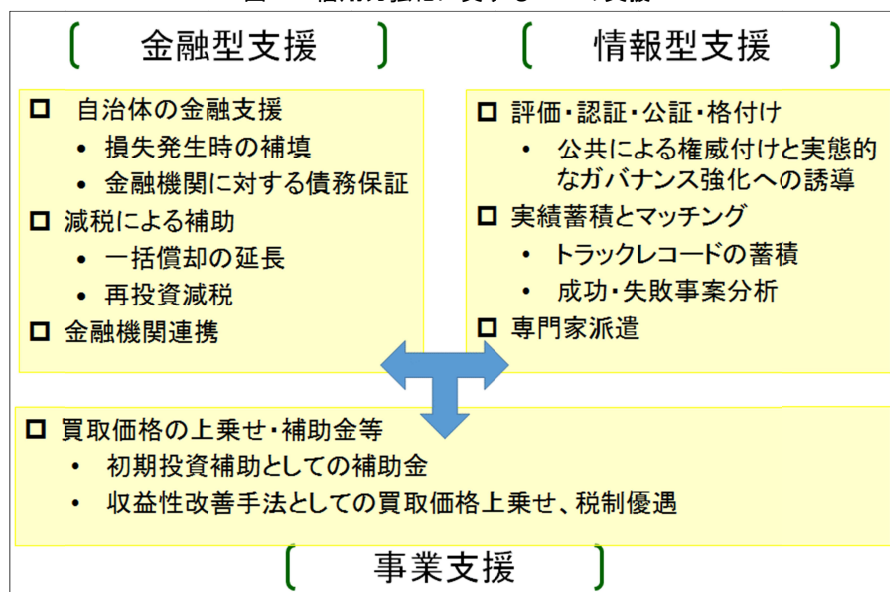 金融型支援
情報型支援
自治体の金融支援
• 損失発生時の補填
• 金融機関に対する債務保証
減税による補助
• 一括償却の延長
• 再投資減税
金融機関連携
評価・認証・公証・格付け
• 公共による権威付けと実態的
なガバナンス強化への誘導
実績蓄積とマッチング
• トラックレコードの蓄積
• 成功・失敗事案分析
専門家派遣
買取価格の上乗せ・補助金等
• 初期投資補助としての補助金
• 収益性改善手法としての買取価格上乗せ、税制優遇
事業支援